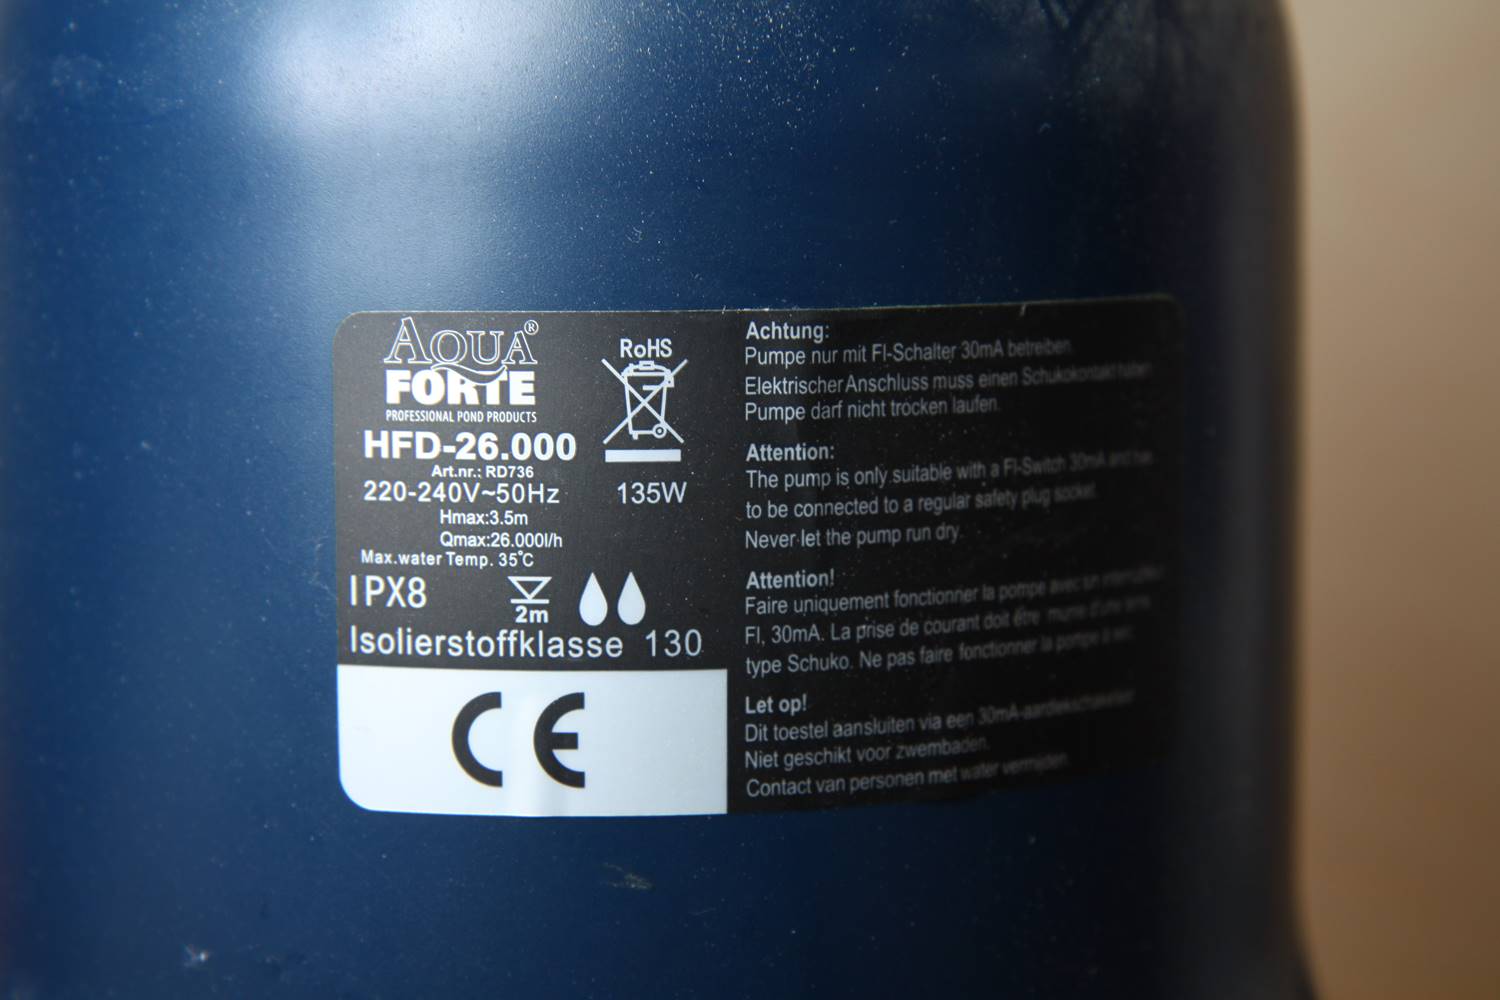 AQUA®
FORTE
PROFESSIONAL POND PRODUCTS
HFD-26.000
Art.nr.: RD736
220-240V~50Hz
Hmax:3.5m
Qmax:26.000l/h
Max.water Temp. 35°C
IPX8
2m
Isolierstoffklasse 130
RoHS
135W
CE
Achtung:
Pumpe nur mit FI-Schalter 30mA betreiben.
Elektrischer Anschluss muss einen Schukokontakt haben.
Pumpe darf nicht trocken laufen.
Attention:
The pump is only suitable with a FI-Switch 30mA and has
to be connected to a regular safety plug socket.
Never let the pump run dry.
Attention!
Faire uniquement fonctionner la pompe avec un interrupteur
FI, 30mA. La prise de courant doit être munie d'une terre
type Schuko. Ne pas faire fonctionner la pompe à sec.
Let op!
Dit toestel aansluiten via een 30mA-aardlekschakelaar
Niet geschikt voor zwembaden.
Contact van personen met water vermijden.